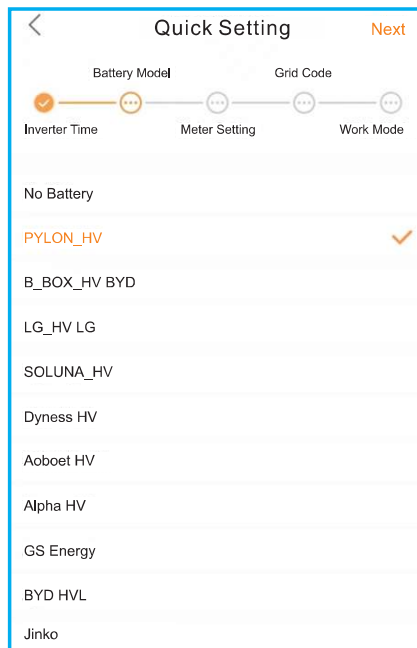 Quick Setting Next
Battery Model Grid Code
Inverter Time Meter Setting Work Mode
No Battery
PYLON_HV
B_BOX_HV BYD
LG_HV LG
SOLUNA_HV
Dyness HV
Aoboet HV
Alpha HV
GS Energy
BYD HVL
Jinko